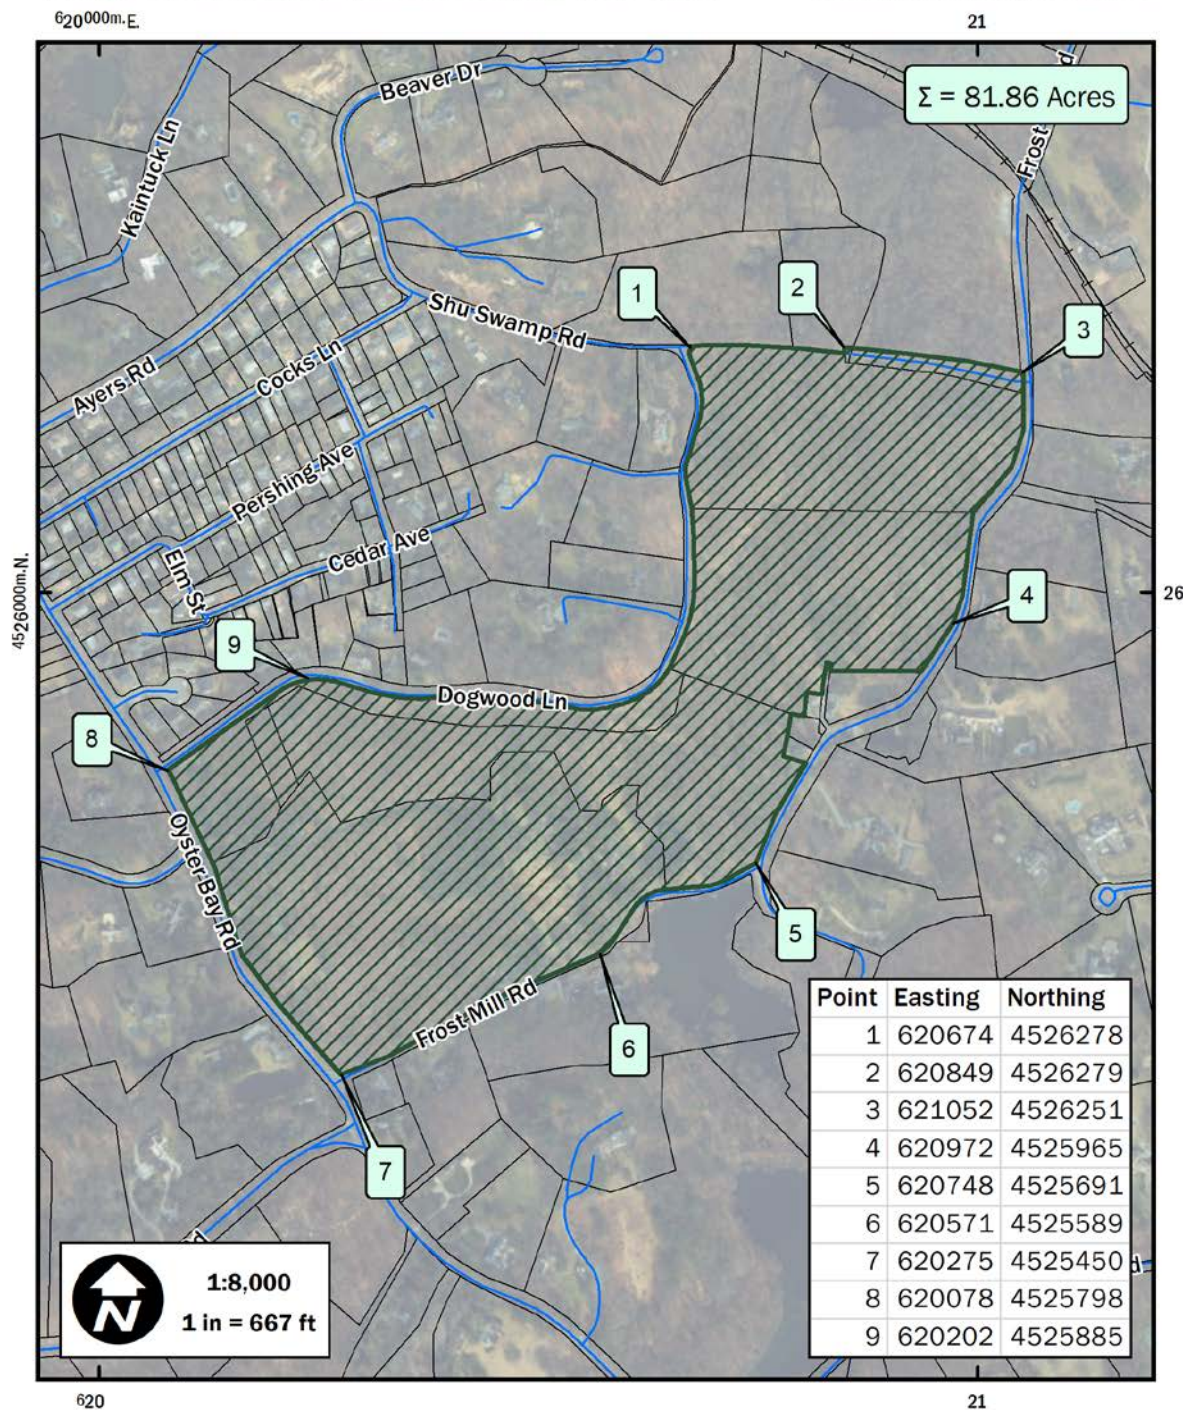 ⁶20⁰⁰⁰ᵐ·E.
21
Beaver Dr
Σ = 81.86 Acres
Frost
d
Kaintuck Ln
1
2
3
Shu Swamp Rd
Ayers Rd
Cocks Ln
Pershing Ave
Cedar Ave
Elm St
4
26
⁴⁵26⁰⁰⁰ᵐ·N.
9
Dogwood Ln
8
Oyster Bay Rd
5
Frost Mill Rd
6
7
d
Point Easting Northing
1 620674 4526278
2 620849 4526279
3 621052 4526251
4 620972 4525965
5 620748 4525691
6 620571 4525589
7 620275 4525450
8 620078 4525798
9 620202 4525885
d
N
1:8,000
1 in = 667 ft
⁶20
21